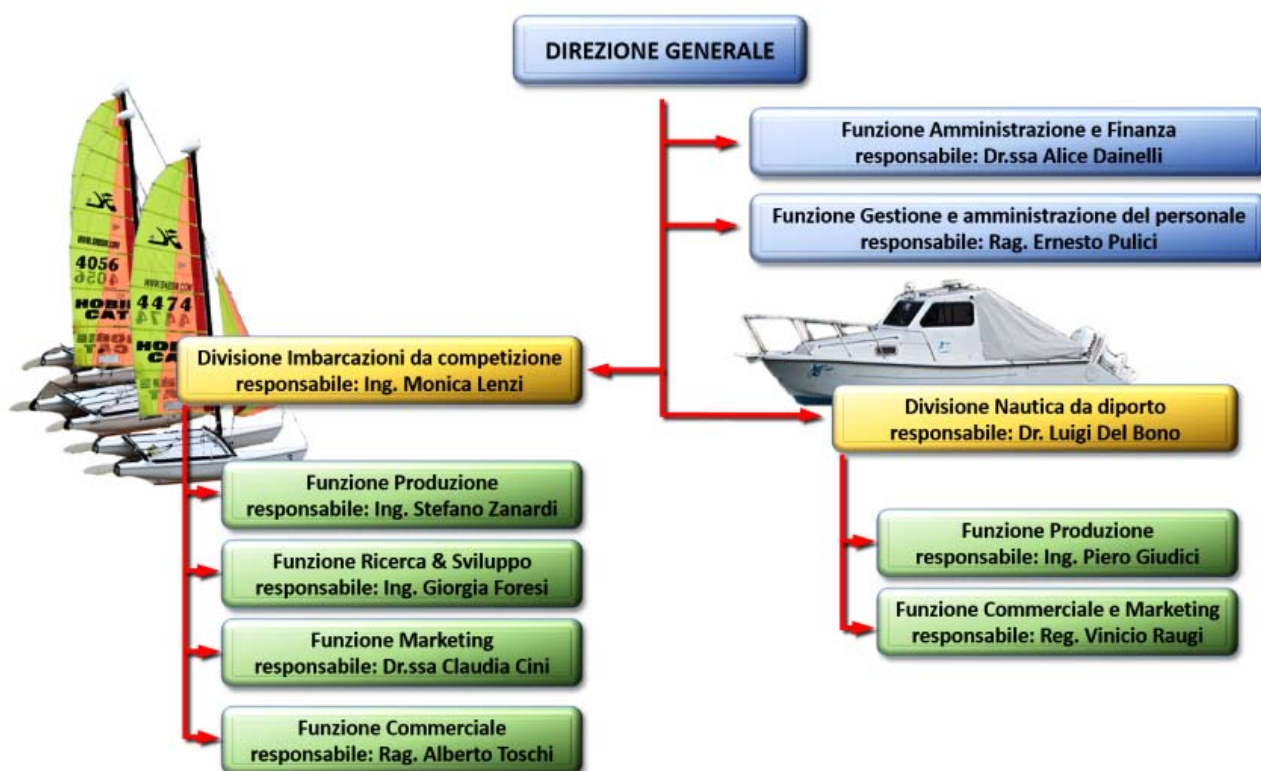 DIREZIONE GENERALE
Funzione Amministrazione e Finanza
responsabile: Dr.ssa Alice Dainelli
Funzione Gestione e amministrazione del personale
responsabile: Rag. Ernesto Pulici
4056
HOBIE
CAT
4474
HOBIE
CAT
Divisione Imbarcazioni da competizione
responsabile: Ing. Monica Lenzi
Funzione Produzione
responsabile: Ing. Stefano Zanardi
Funzione Ricerca & Sviluppo
responsabile: Ing. Giorgia Foresi
Funzione Marketing
responsabile: Dr.ssa Claudia Cini
Funzione Commerciale
responsabile: Rag. Alberto Toschi
Divisione Nautica da diporto
responsabile: Dr. Luigi Del Bono
Funzione Produzione
responsabile: Ing. Piero Giudici
Funzione Commerciale e Marketing
responsabile: Reg. Vinicio Raugi